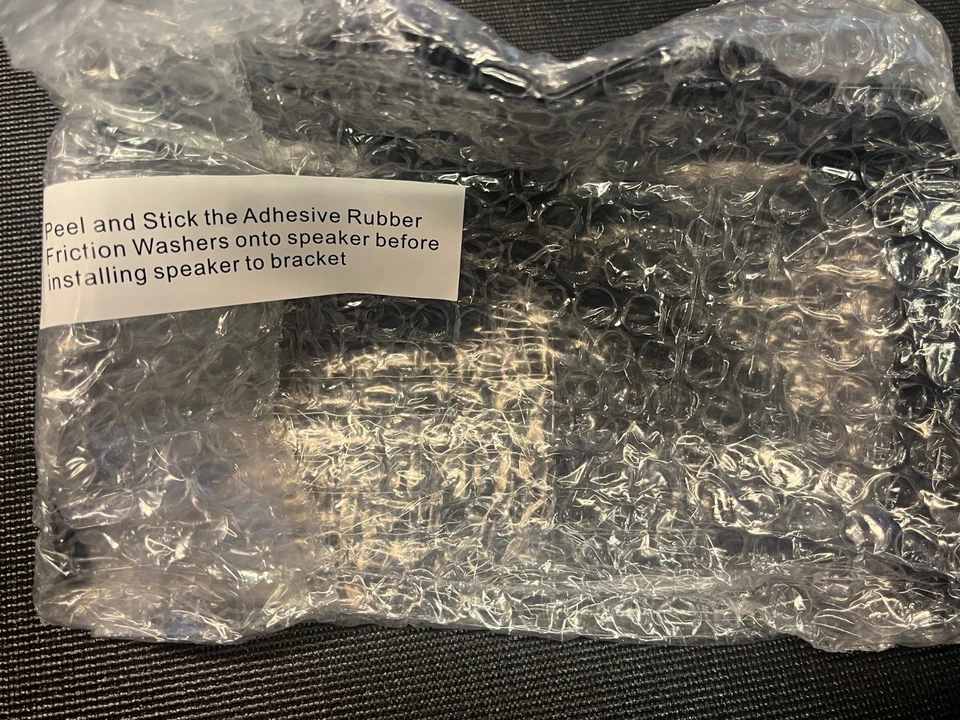 Peel and Stick the Adhesive Rubber
Friction Washers onto speaker before
installing speaker to bracket